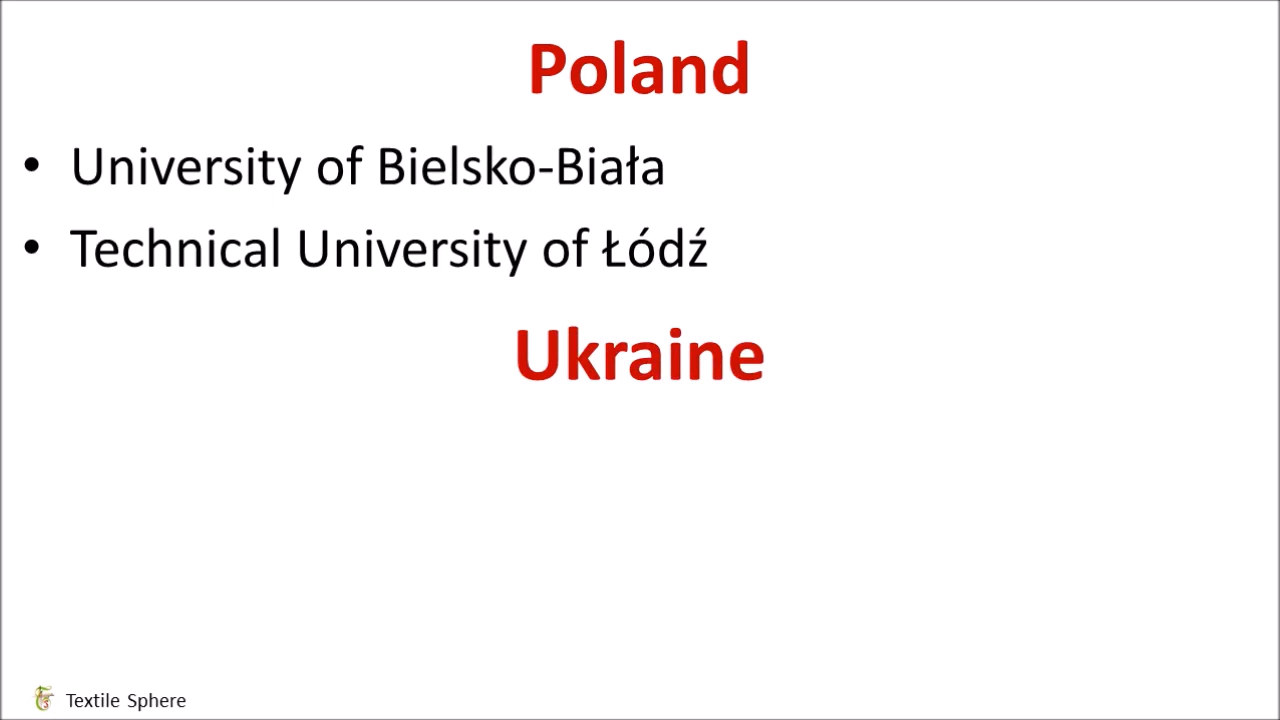 Poland
• University of Bielsko-Biała
• Technical University of Łódź
Ukraine
Textile Sphere